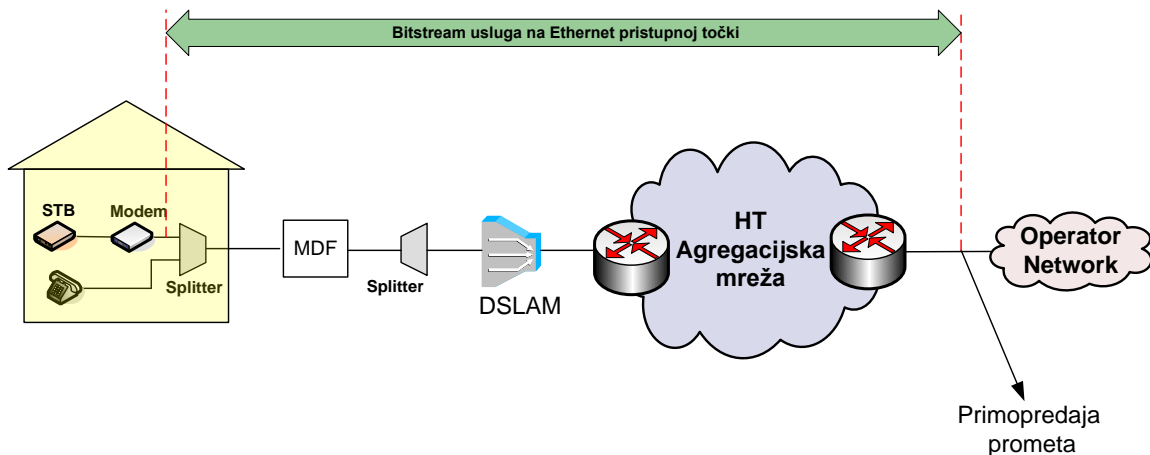 Bitstream usluga na Ethernet pristupnoj točki
STB
Modem
Splitter
MDF
Splitter
DSLAM
HT
Agregacijska
mreža
Operator
Network
Primopredaja
prometa